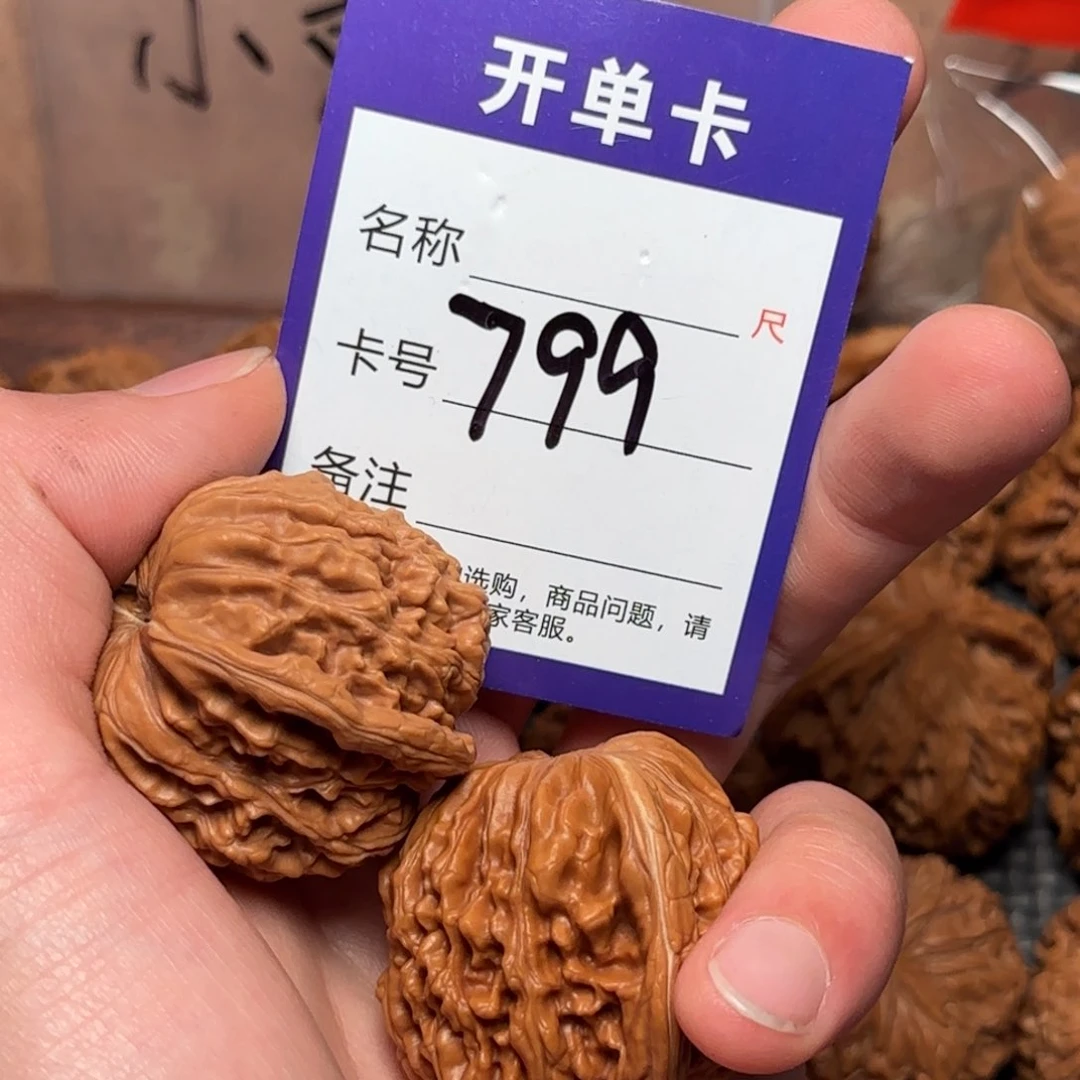 小
开单卡
名称
尺
卡号 799
备注
选购，商品问题，请
家客服。